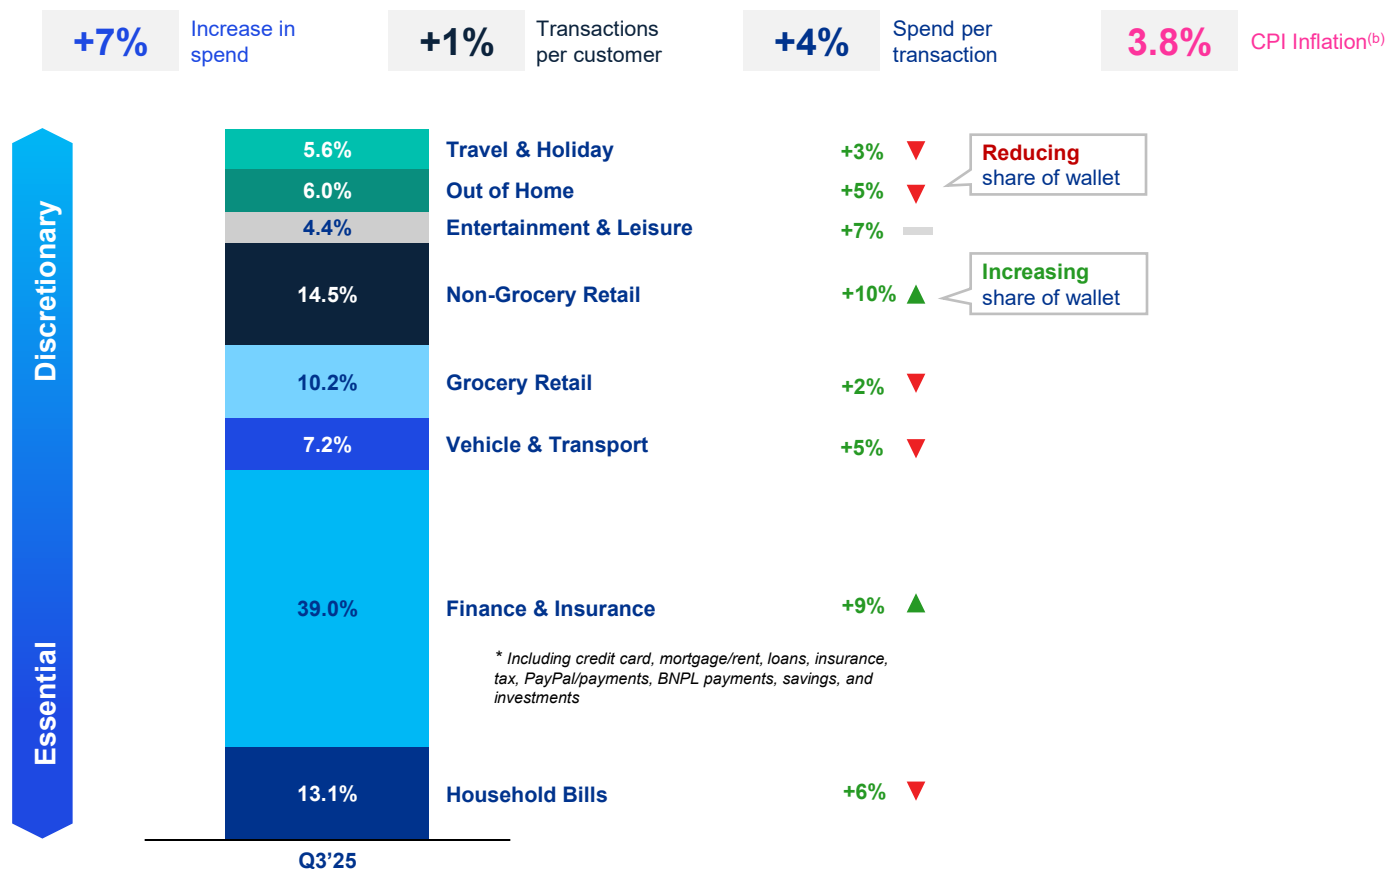 +7%
Increase in
spend
+1%
Transactions
per customer
+4%
Spend per
transaction
3.8%
CPI Inflation(b)
Discretionary
Essential
5.6%
Travel & Holiday
+3%
Reducing
share of wallet
6.0%
Out of Home
+5%
4.4%
Entertainment & Leisure
+7%
Increasing
share of wallet
14.5%
Non-Grocery Retail
+10%
10.2%
Grocery Retail
+2%
7.2%
Vehicle & Transport
+5%
39.0%
Finance & Insurance
+9%
* Including credit card, mortgage/rent, loans, insurance,
tax, PayPal/payments, BNPL payments, savings, and
investments
13.1%
Household Bills
+6%
Q3’25